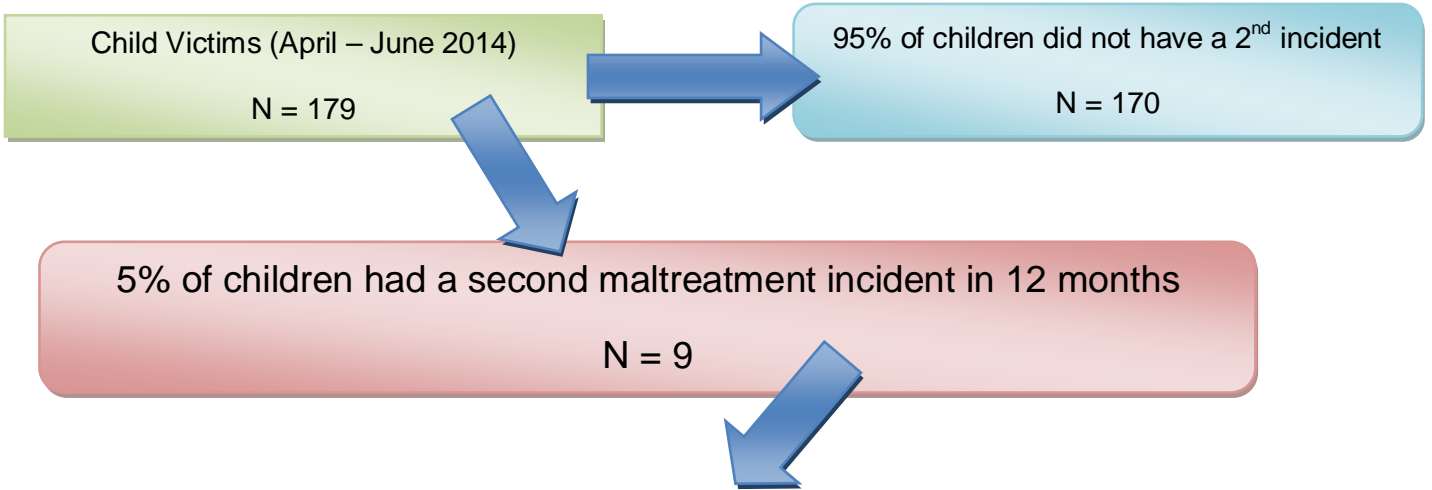 Child Victims (April – June 2014)
N = 179
95% of children did not have a 2nd incident
N = 170
5% of children had a second maltreatment incident in 12 months
N = 9